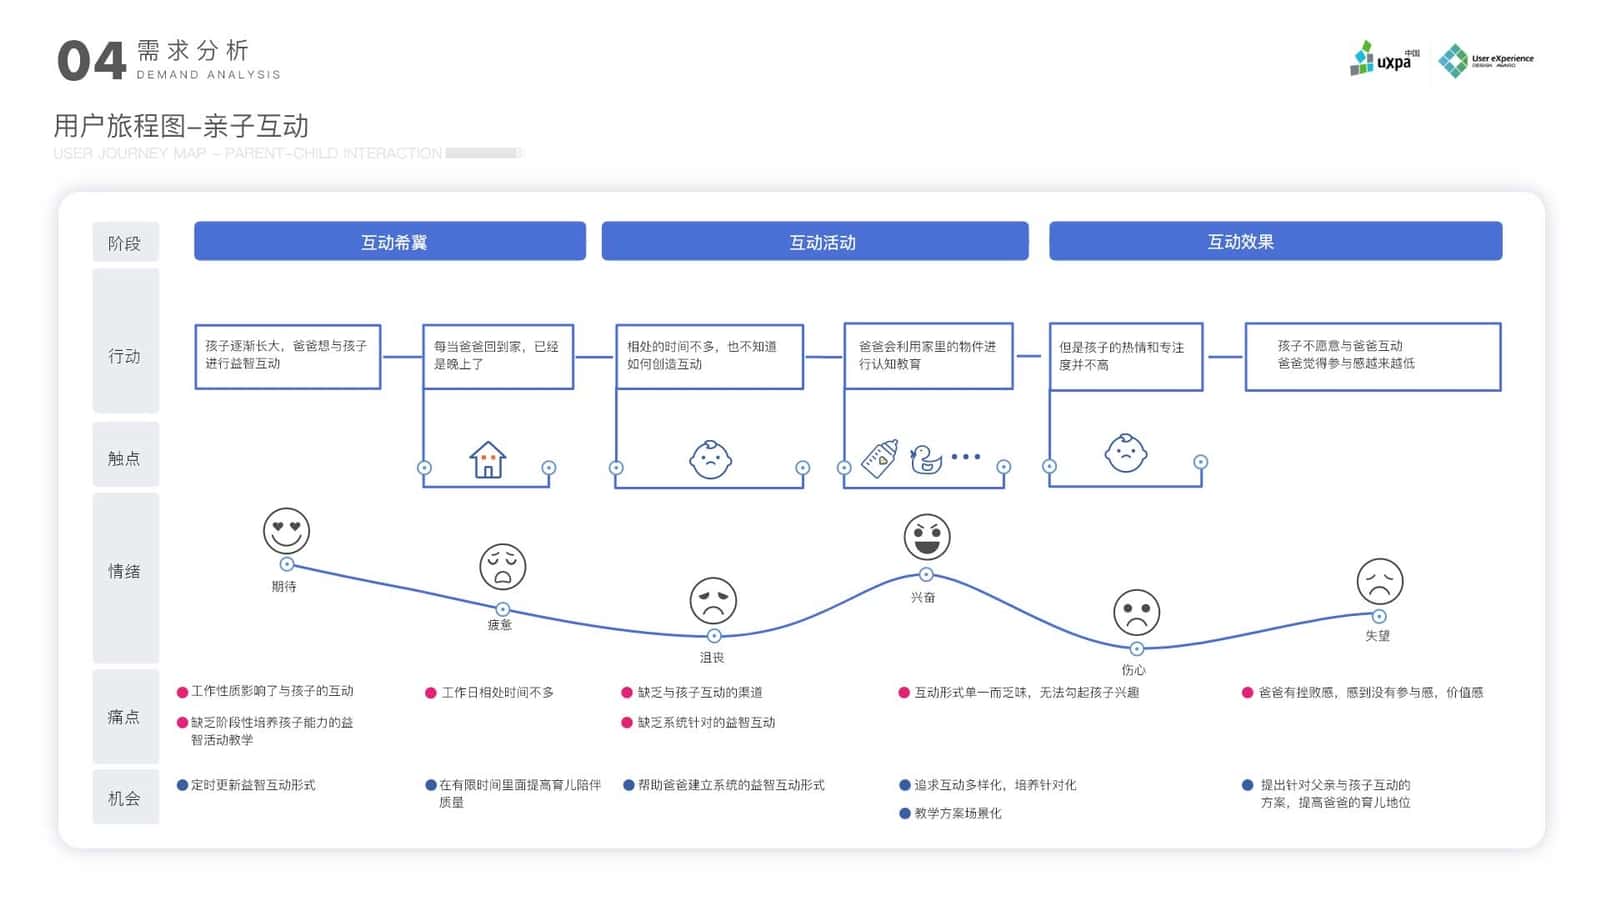 04 需求分析
DEMAND ANALYSIS
uxpa 中国
User eXperience
DESIGN AWARD
用户旅程图-亲子互动
USER JOURNEY MAP - PARENT-CHILD INTERACTION
阶段
互动希冀
互动活动
互动效果
行动
孩子逐渐长大，爸爸想与孩子
进行益智互动
每当爸爸回到家，已经
是晚上了
相处的时间不多，也不知道
如何创造互动
爸爸会利用家里的物件进
行认知教育
但是孩子的热情和专注
度并不高
孩子不愿意与爸爸互动
爸爸觉得参与感越来越低
触点
情绪
期待
疲惫
沮丧
兴奋
伤心
失望
痛点
工作性质影响了与孩子的互动
缺乏阶段性培养孩子能力的益
智活动教学
工作日相处时间不多
缺乏与孩子互动的渠道
缺乏系统针对的益智互动
互动形式单一而乏味，无法勾起孩子兴趣
爸爸有挫败感，感到没有参与感，价值感
机会
定时更新益智互动形式
在有限时间里面提高育儿陪伴
质量
帮助爸爸建立系统的益智互动形式
追求互动多样化，培养针对化
教学方案场景化
提出针对父亲与孩子互动的
方案，提高爸爸的育儿地位